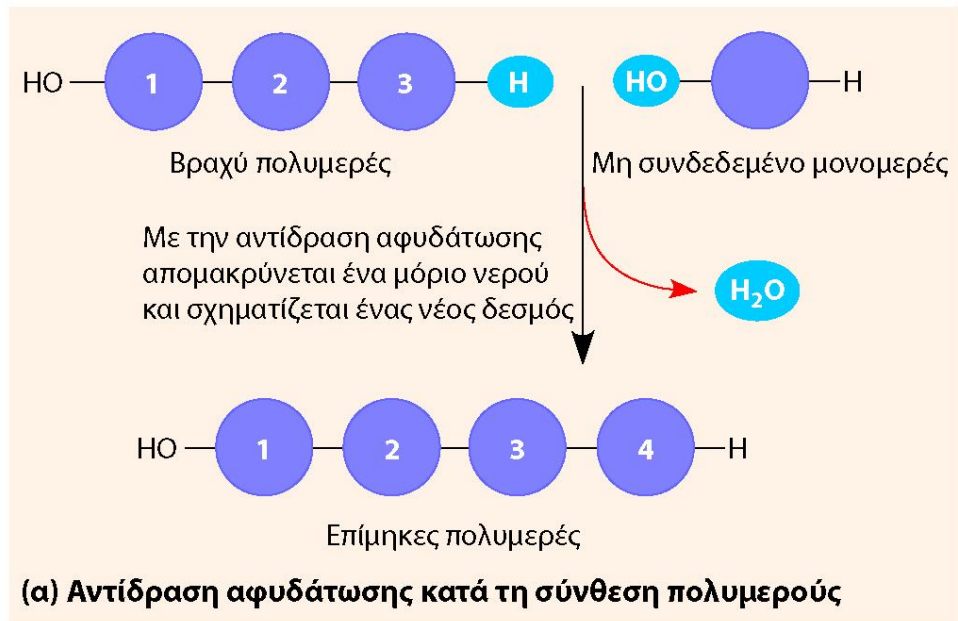 HO 1 2 3 H HO H
Βραχύ πολυμερές
Μη συνδεδεμένο μονομερές
Με την αντίδραση αφυδάτωσης
απομακρύνεται ένα μόριο νερού
και σχηματίζεται ένας νέος δεσμός
H₂O
HO 1 2 3 4 H
Επίμηκες πολυμερές
(α) Αντίδραση αφυδάτωσης κατά τη σύνθεση πολυμερούς